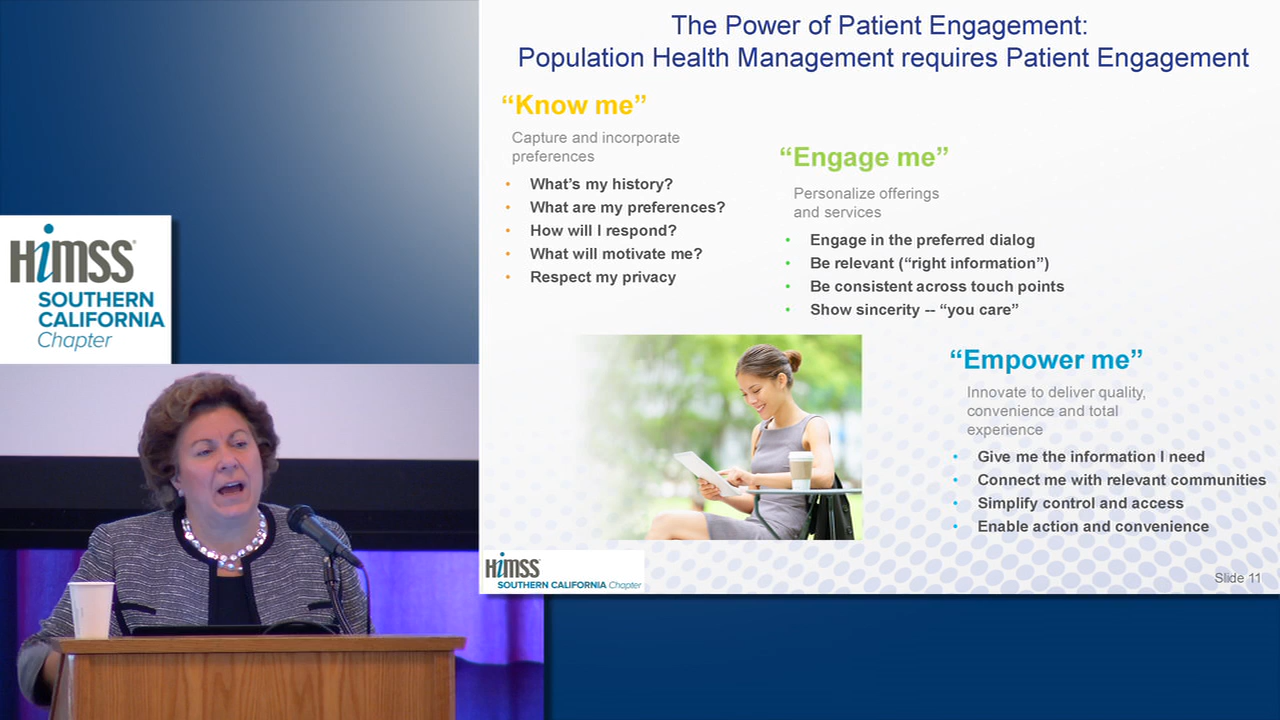 HiMSS
SOUTHERN
CALIFORNIA
Chapter
The Power of Patient Engagement:
Population Health Management requires Patient Engagement
“Know me”
Capture and incorporate
preferences
• What’s my history?
• What are my preferences?
• How will I respond?
• What will motivate me?
• Respect my privacy
“Engage me”
Personalize offerings
and services
• Engage in the preferred dialog
• Be relevant (“right information”)
• Be consistent across touch points
• Show sincerity -- “you care”
“Empower me”
Innovate to deliver quality,
convenience and total
experience
• Give me the information I need
• Connect me with relevant communities
• Simplify control and access
• Enable action and convenience
HiMSS
SOUTHERN CALIFORNIA Chapter
Slide 11